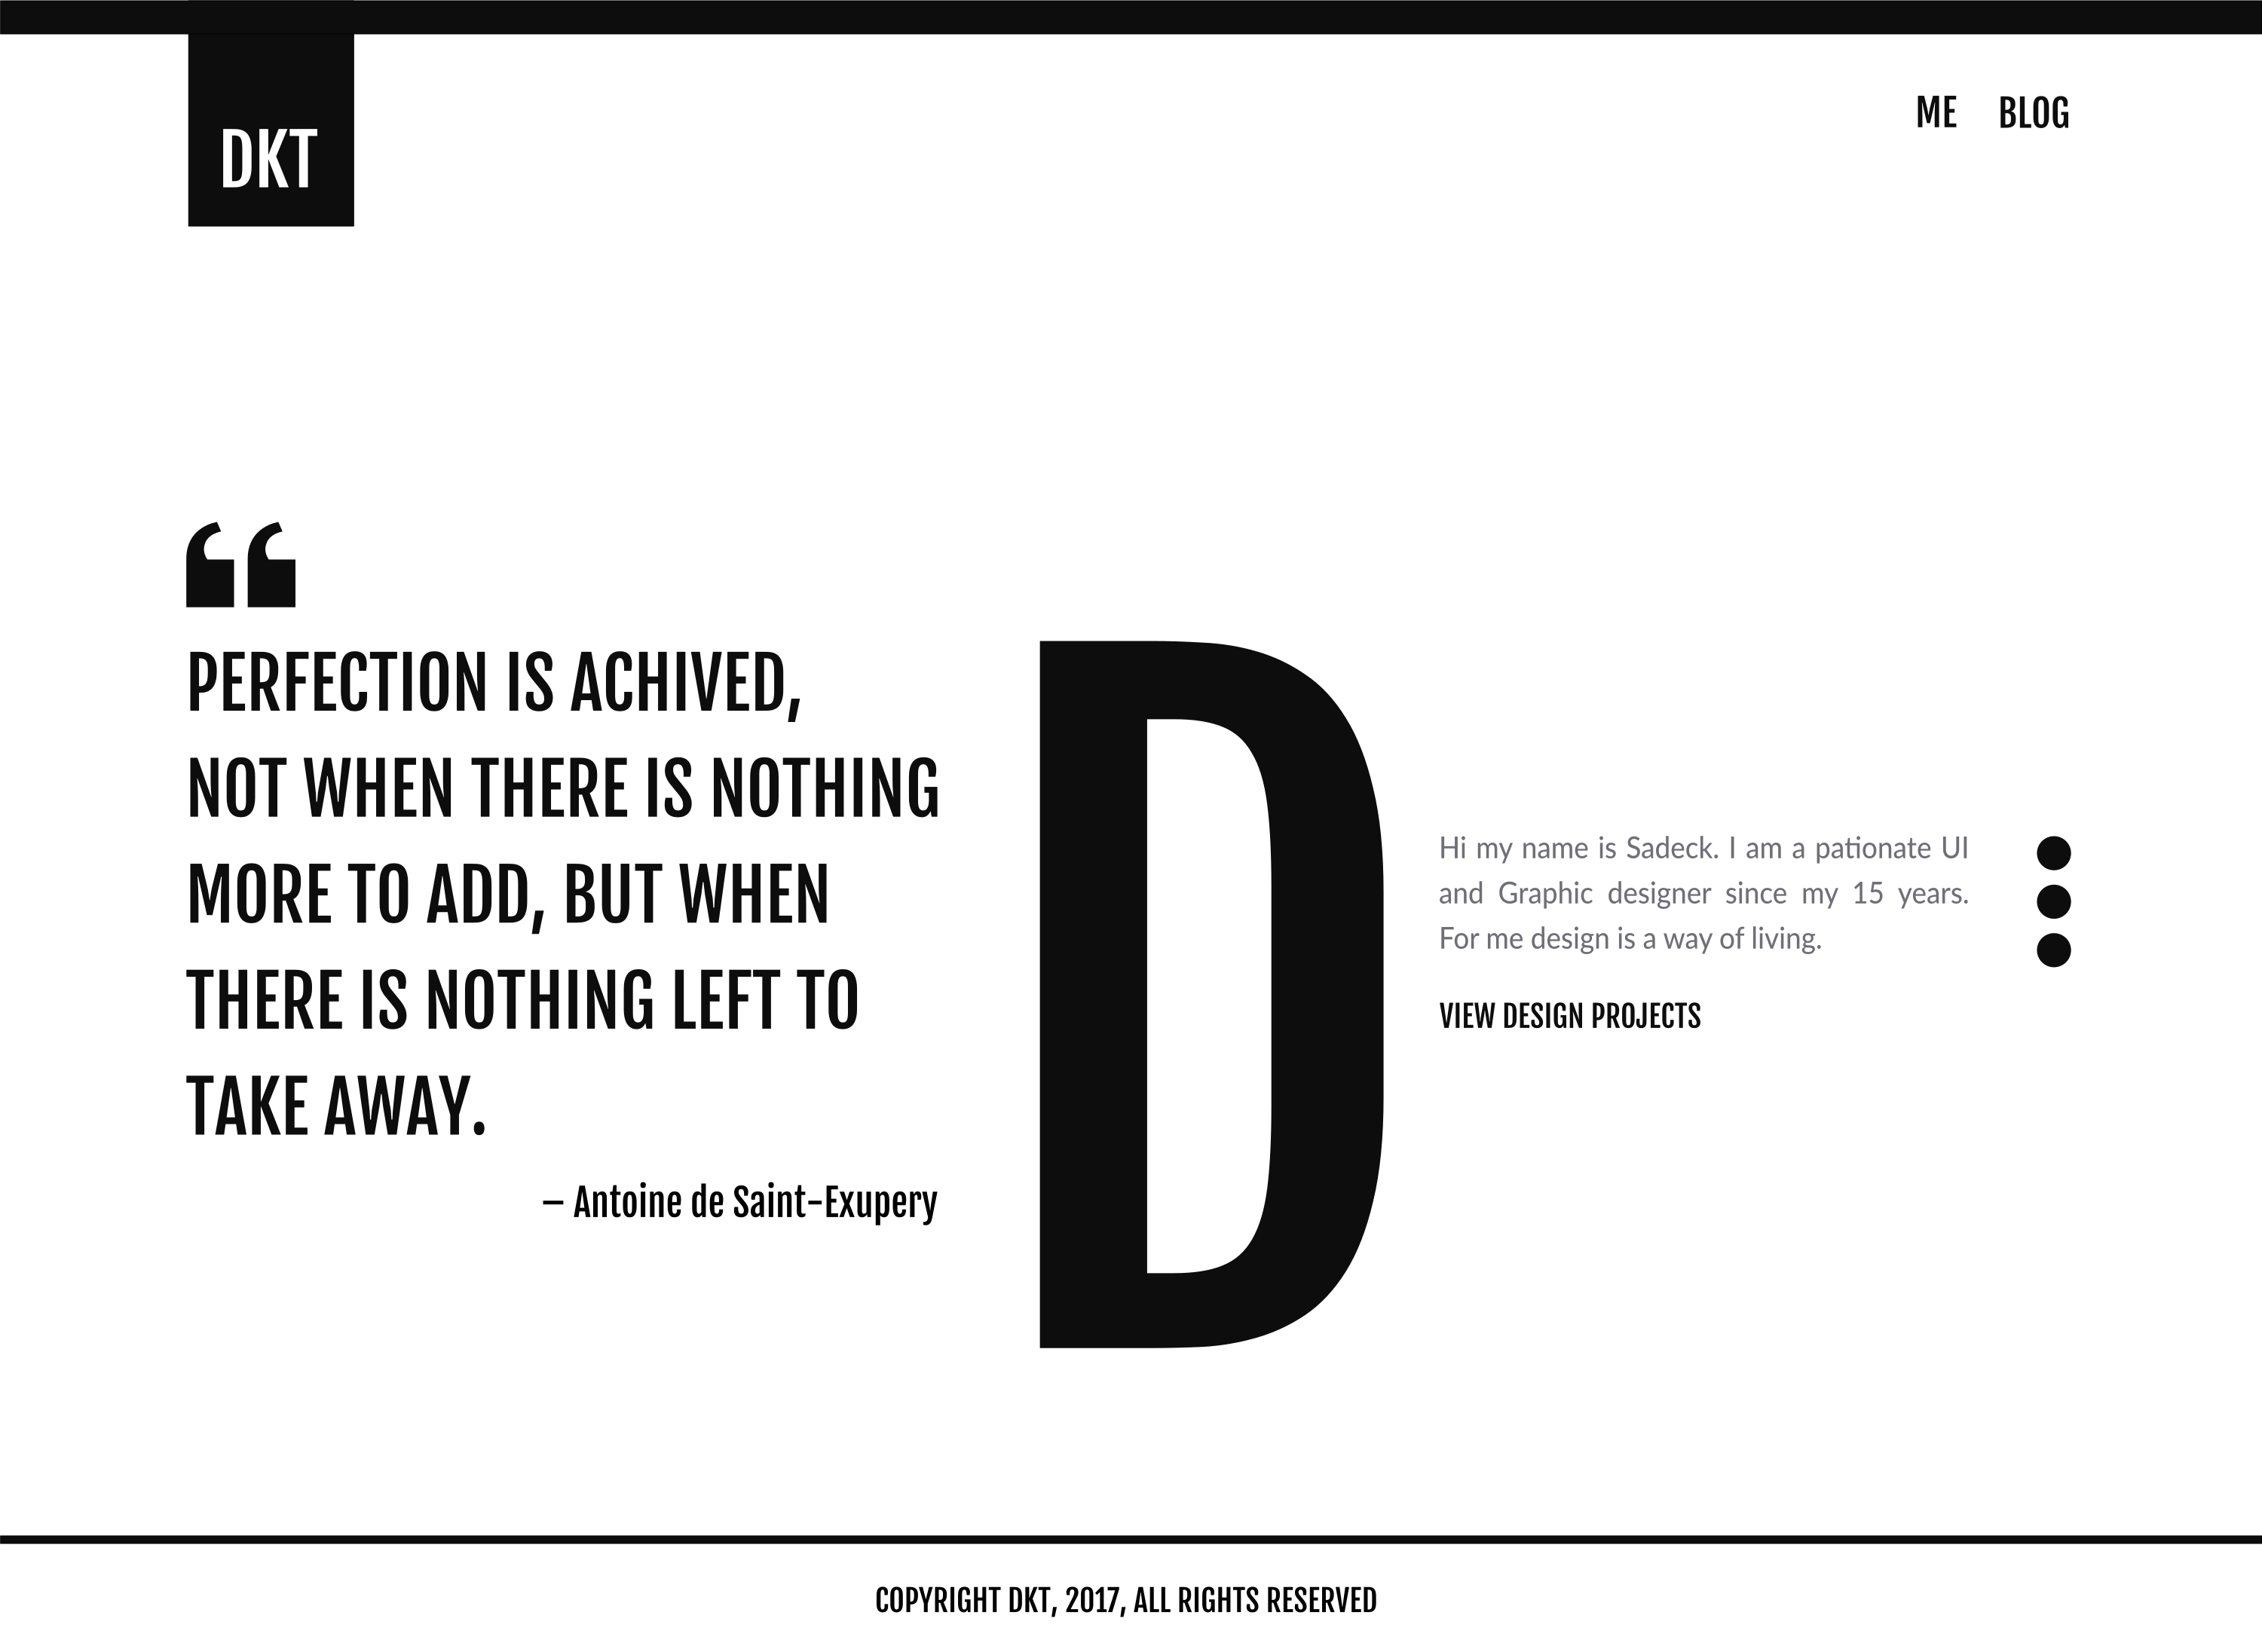 DKT
ME BLOG
“
PERFECTION IS ACHIVED,
NOT WHEN THERE IS NOTHING
MORE TO ADD, BUT WHEN
THERE IS NOTHING LEFT TO
TAKE AWAY.
– Antoine de Saint-Exupery
D
Hi my name is Sadeck. I am a pationate UI
and Graphic designer since my 15 years.
For me design is a way of living.
VIEW DESIGN PROJECTS
COPYRIGHT DKT, 2017, ALL RIGHTS RESERVED